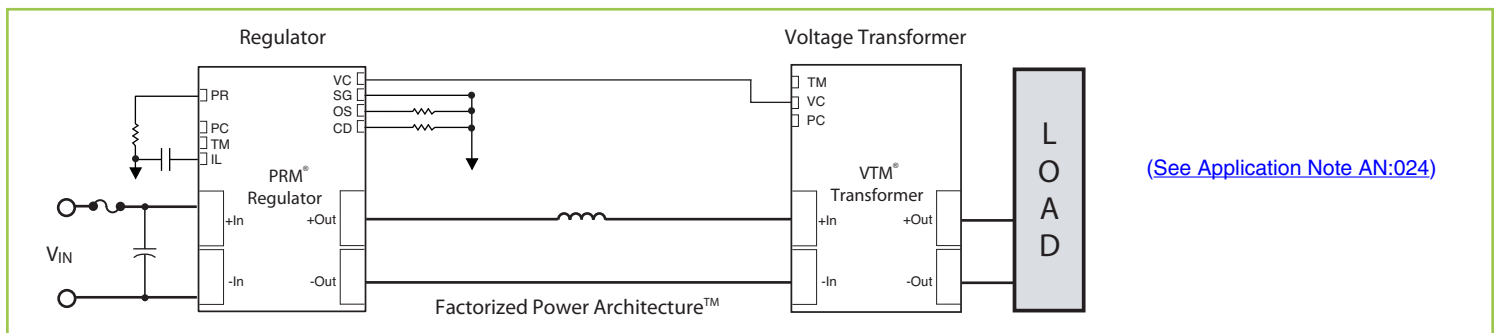 Regulator
Voltage Transformer
VC
SG
OS
CD
PR
PC
TM
IL
PRM®
Regulator
+In
-In
+Out
-Out
VIN
Factorized Power Architecture™
TM
VC
PC
VTM®
Transformer
+In
-In
+Out
-Out
L
O
A
D
(See Application Note AN:024)